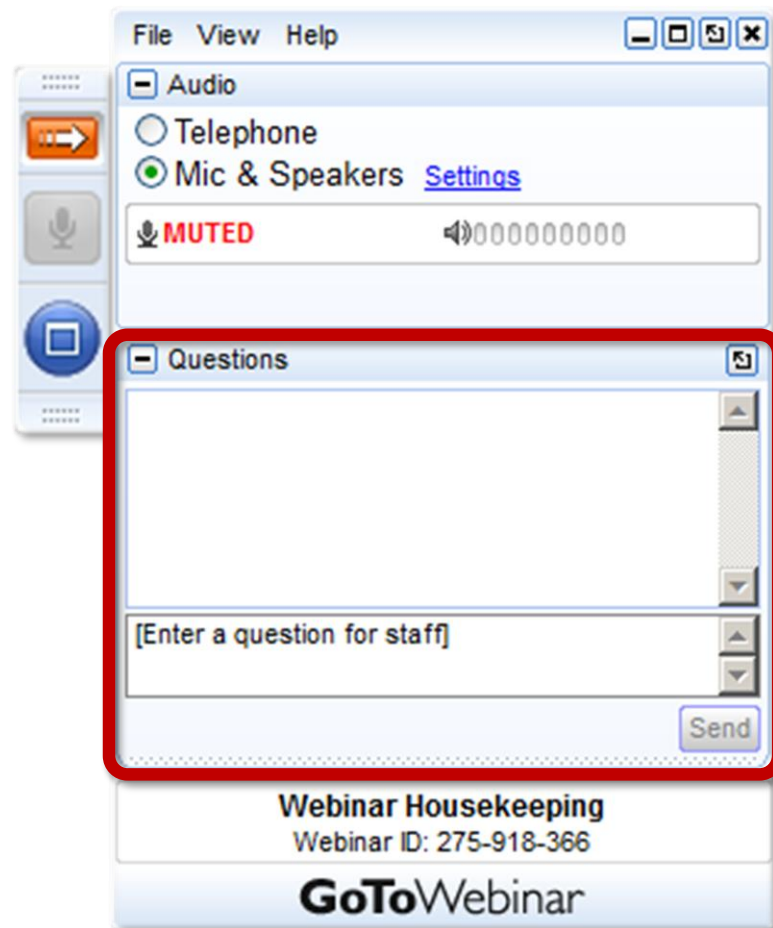 File View Help
Audio
Telephone
Mic & Speakers Settings
MUTED 000000000
Questions
[Enter a question for staff]
Send
Webinar Housekeeping
Webinar ID: 275-918-366
GoToWebinar